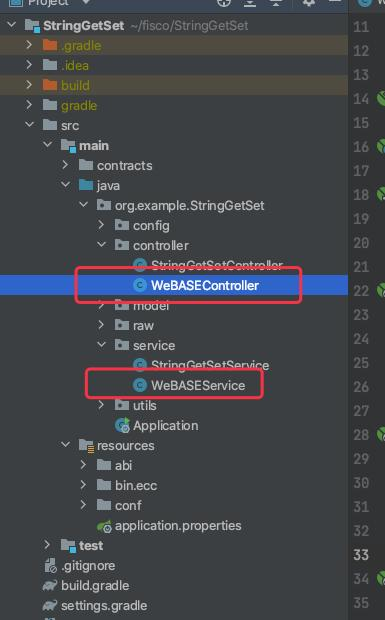 Project
StringGetSet ~/fisco/StringGetSet
.gradle
.idea
build
gradle
src
main
contracts
java
org.example.StringGetSet
config
controller
StringGetSetController
WeBASEController
model
raw
service
StringGetSetService
WeBASEService
utils
Application
resources
abi
bin.ecc
conf
application.properties
test
.gitignore
build.gradle
settings.gradle
11
12
13
14
15
16
17
18
19
20
21
22
23
24
25
26
27
28
29
30
31
32
33
34
35